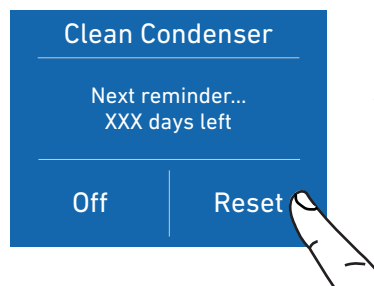 Clean Condenser
Next reminder...
XXX days left
Off
Reset